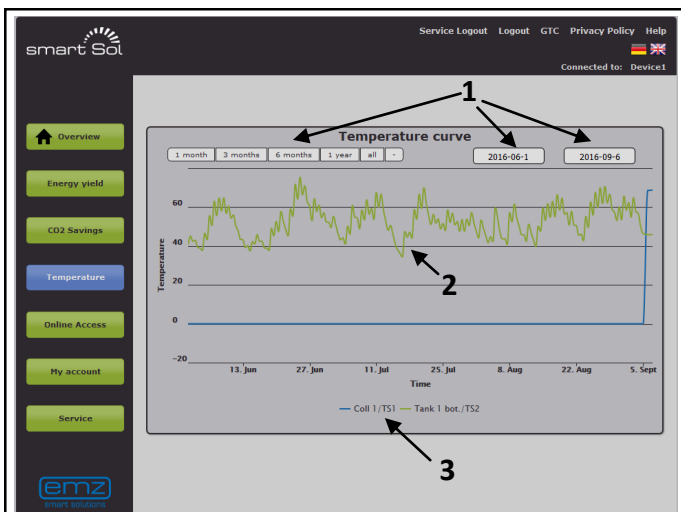 smart Sol
Service Logout Logout GTC Privacy Policy Help
Connected to: Device1
1
Overview
Energy yield
CO2 Savings
Temperature
Online Access
My account
Service
Temperature curve
1 month 3 months 6 months 1 year all -
2016-06-1 2016-09-6
Temperature
60
40
20
0
-20
2
13. Jun 27. Jun 11. Jul 25. Jul 8. Aug 22. Aug 5. Sept
Time
Coll 1/TS1 Tank 1 bot./TS2
3
emz
smart solutions